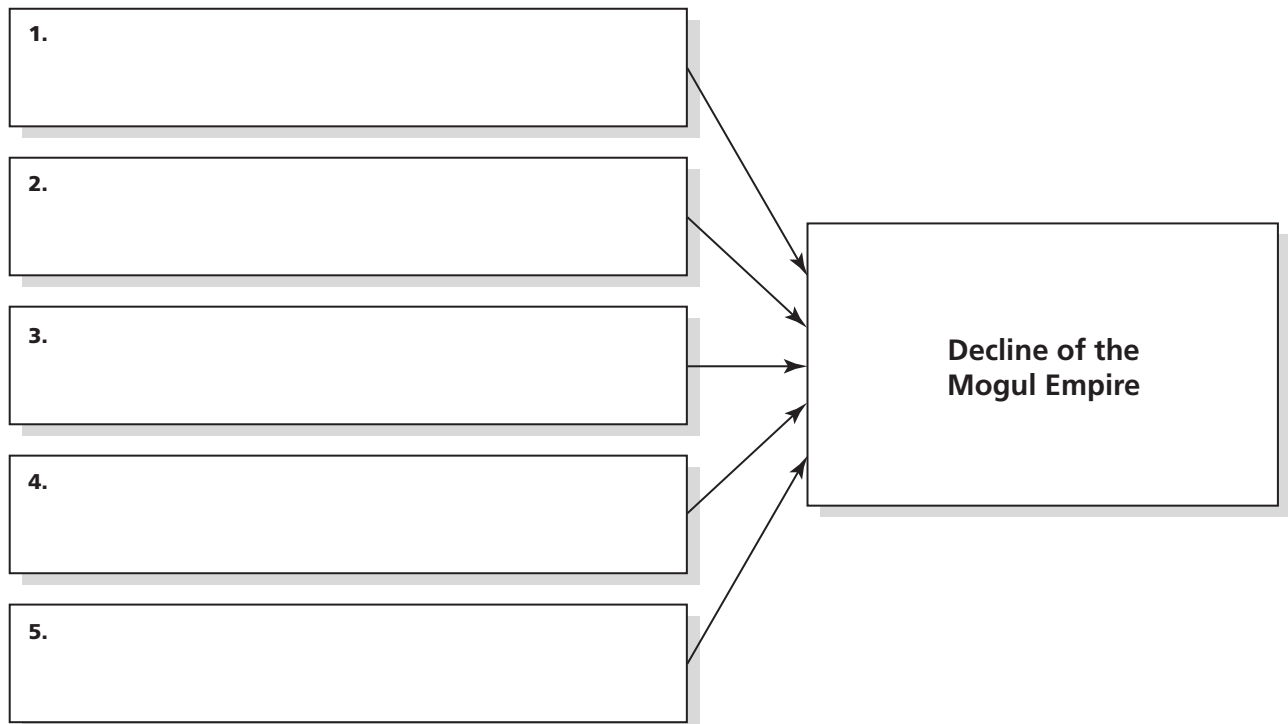 1.
2.
3.
4.
5.
Decline of the
Mogul Empire